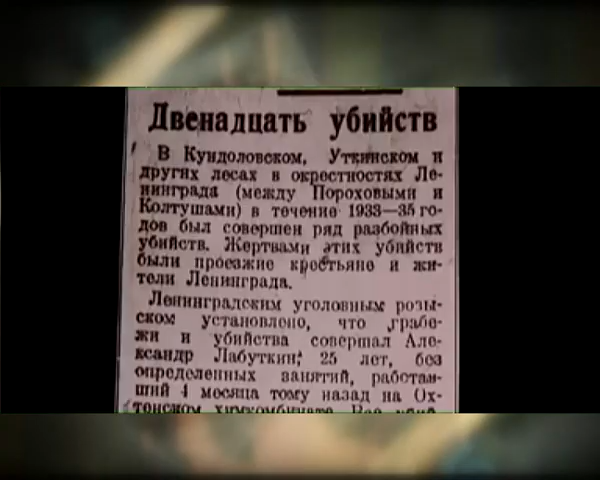 Двенадцать убийств
В Кундоловском, Уткинском и
других лесах в окрестностях Ле-
нинграда (между Пороховыми и
Колтушами) в течение 1933—35 го-
дов был совершен ряд разбойных
убийств. Жертвами этих убийств
были проезжие крестьяне и жи-
тели Ленинграда.
Ленинградским уголовным розы-
ском установлено, что грабе-
жи и убийства совершал Але-
ксандр Лабуткин, 25 лет, без
определенных занятий, работав-
ший 4 месяца тому назад на Ох-
тенском химкомбинате. Все